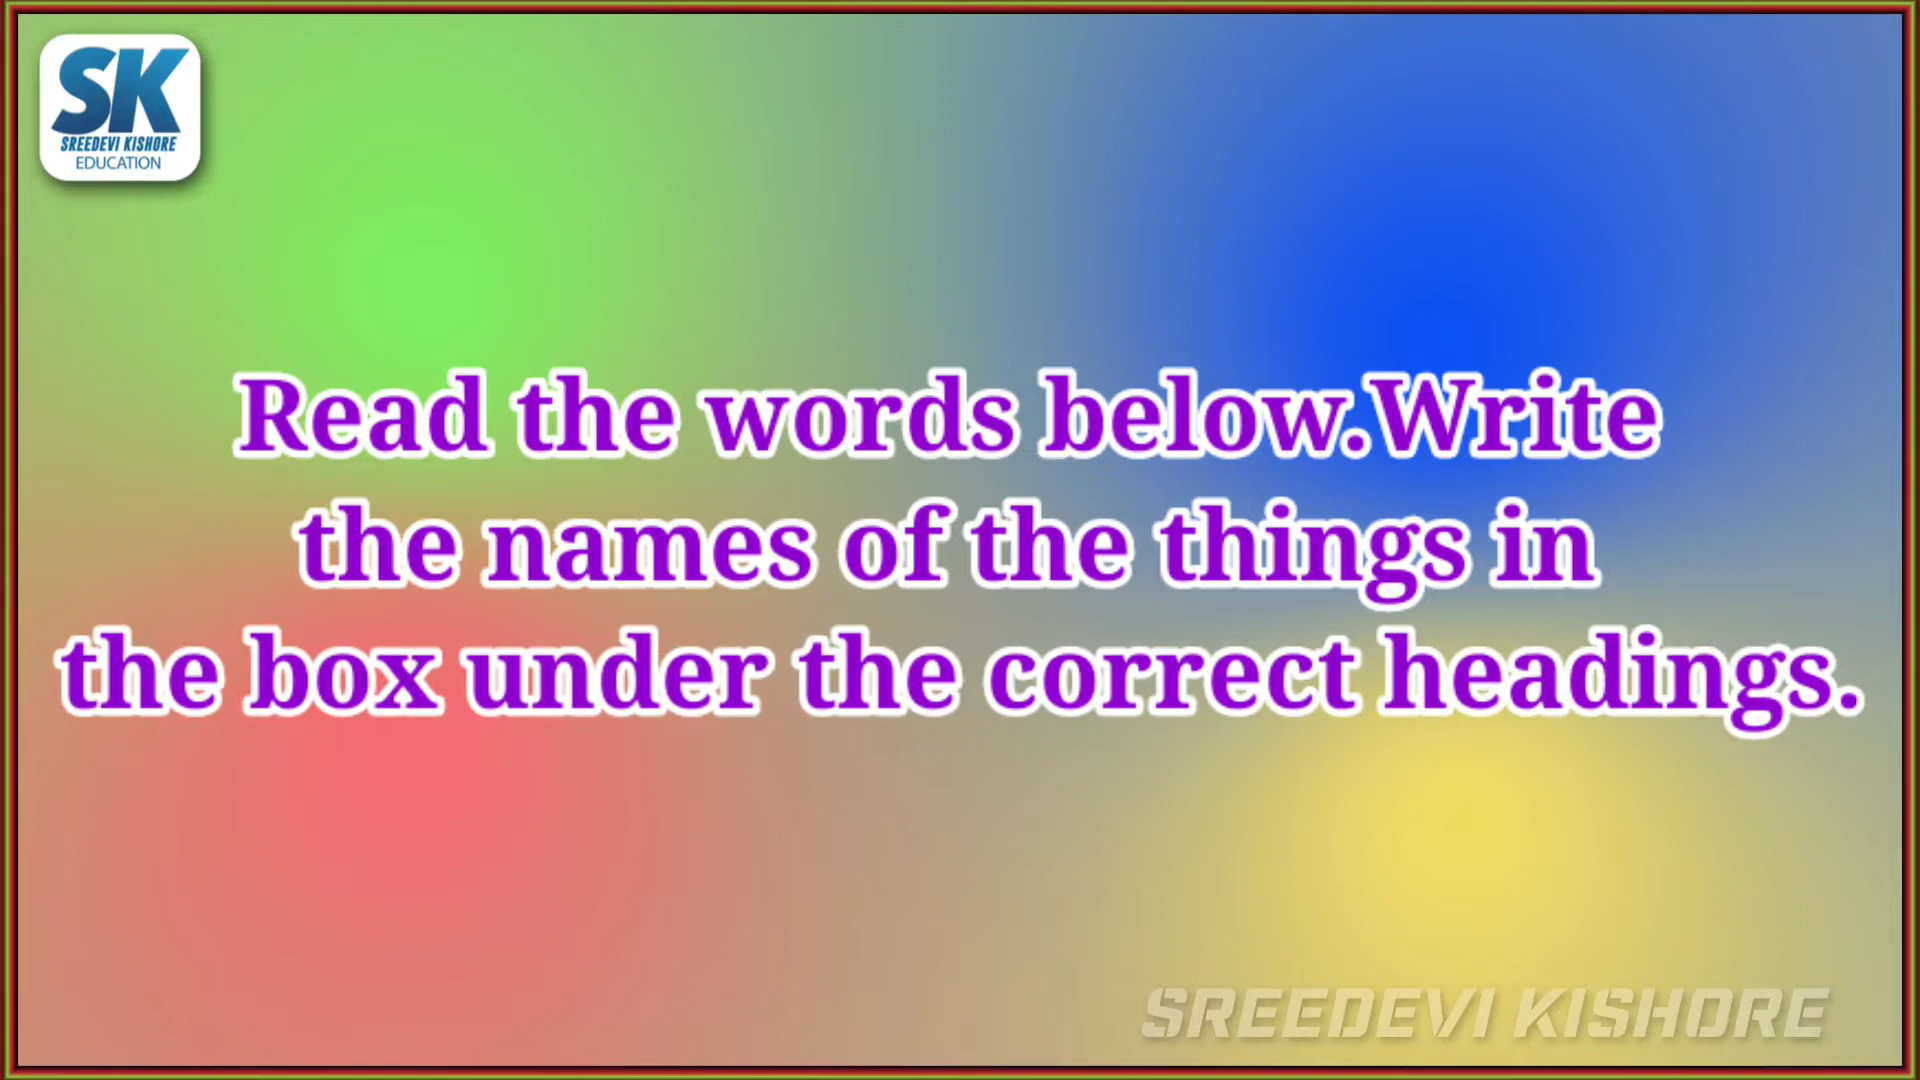 SK
SREEDEVI KISHORE
EDUCATION
Read the words below.Write
the names of the things in
the box under the correct headings.
SREEDEVI KISHORE